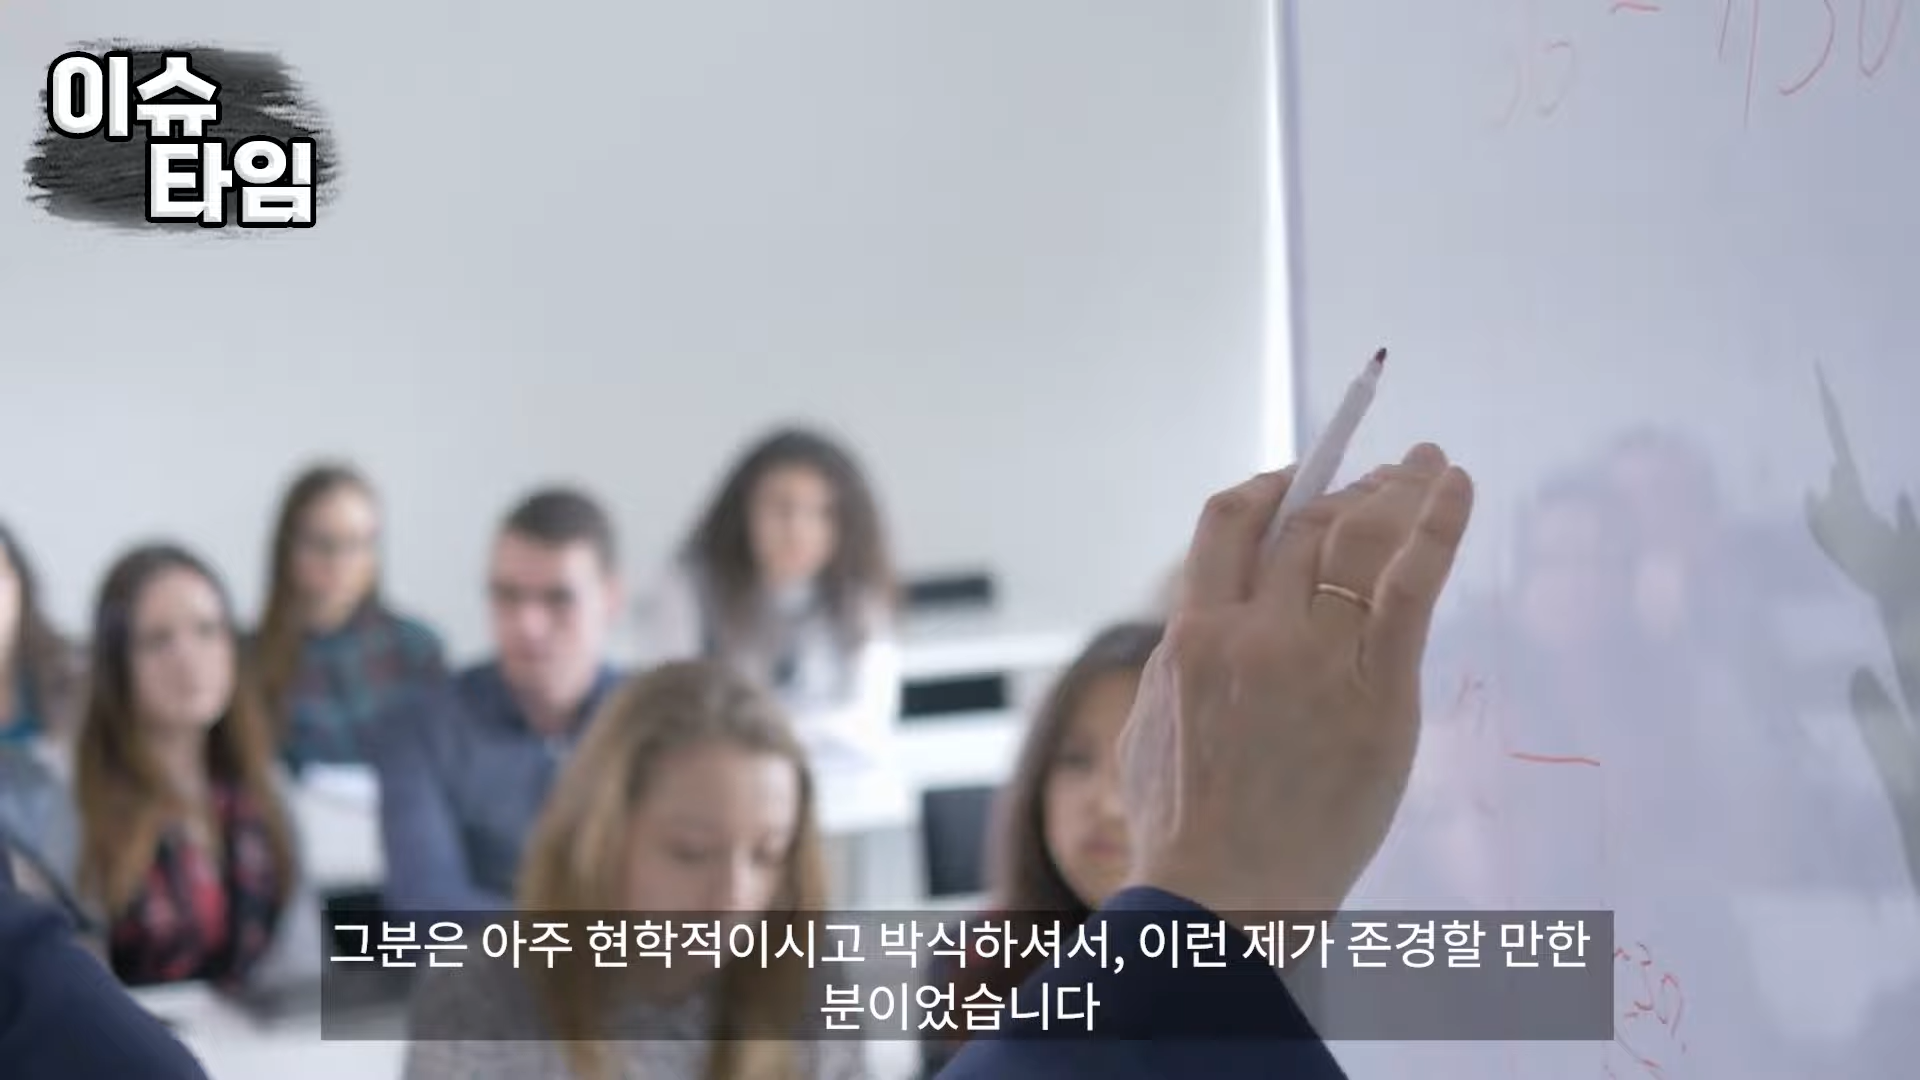 이슈
타임
그분은 아주 현학적이시고 박식하셔서, 이런 제가 존경할 만한
분이었습니다